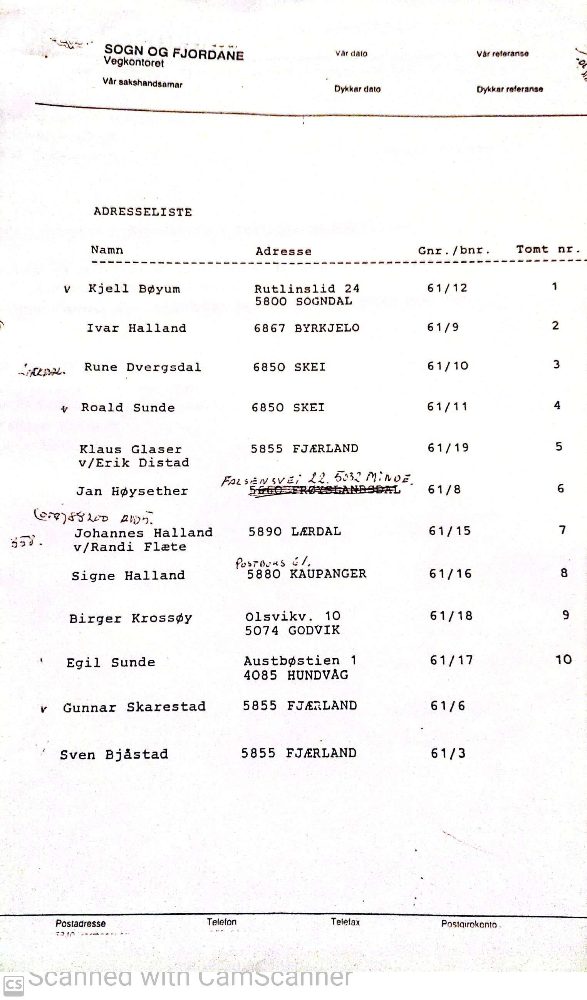 SOGN OG FJORDANE
Vegkontoret
Vår dato Vår referanse
Vår sakshandsamar
Dykkar dato Dykkar referanse
ADRESSELISTE
Namn Adresse Gnr./bnr. Tomt nr.
v Kjell Bøyum Rutlinslid 24 61/12 1
5800 SOGNDAL
Ivar Halland 6867 BYRKJELO 61/9 2
Rune Dvergsdal 6850 SKEI 61/10 3
v Roald Sunde 6850 SKEI 61/11 4
Klaus Glaser 5855 FJÆRLAND 61/19 5
v/Erik Distad
FALSENSVEI 22. 5032 MINDE.
Jan Høysether 5660 FRØYSLANDSDAL 61/8 6
Johannes Halland 5890 LÆRDAL 61/15 7
v/Randi Flæte
POSTBOKS 61.
Signe Halland 5880 KAUPANGER 61/16 8
Birger Krossøy Olsvikv. 10 61/18 9
5074 GODVIK
Egil Sunde Austbøstien 1 61/17 10
4085 HUNDVÅG
v Gunnar Skarestad 5855 FJÆRLAND 61/6
Sven Bjåstad 5855 FJÆRLAND 61/3
Postadresse Telefon Telefax Postgirokonto
CS Scanned with CamScanner